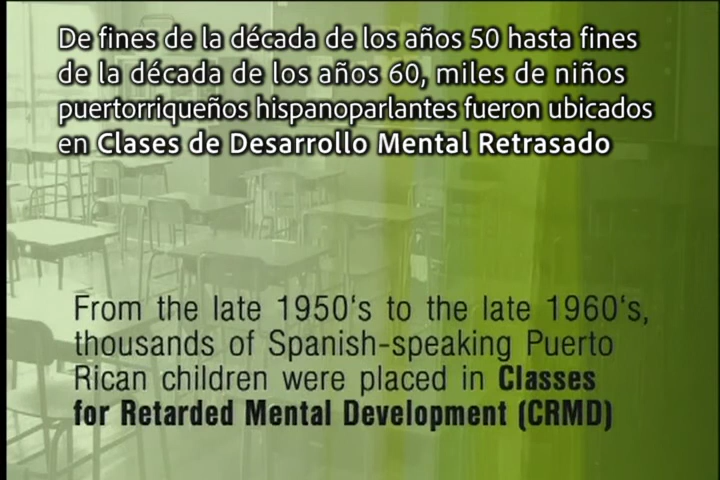 De fines de la década de los años 50 hasta fines
de la década de los años 60, miles de niños
puertorriqueños hispanoparlantes fueron ubicados
en Clases de Desarrollo Mental Retrasado
From the late 1950‘s to the late 1960‘s,
thousands of Spanish-speaking Puerto
Rican children were placed in Classes
for Retarded Mental Development (CRMD)